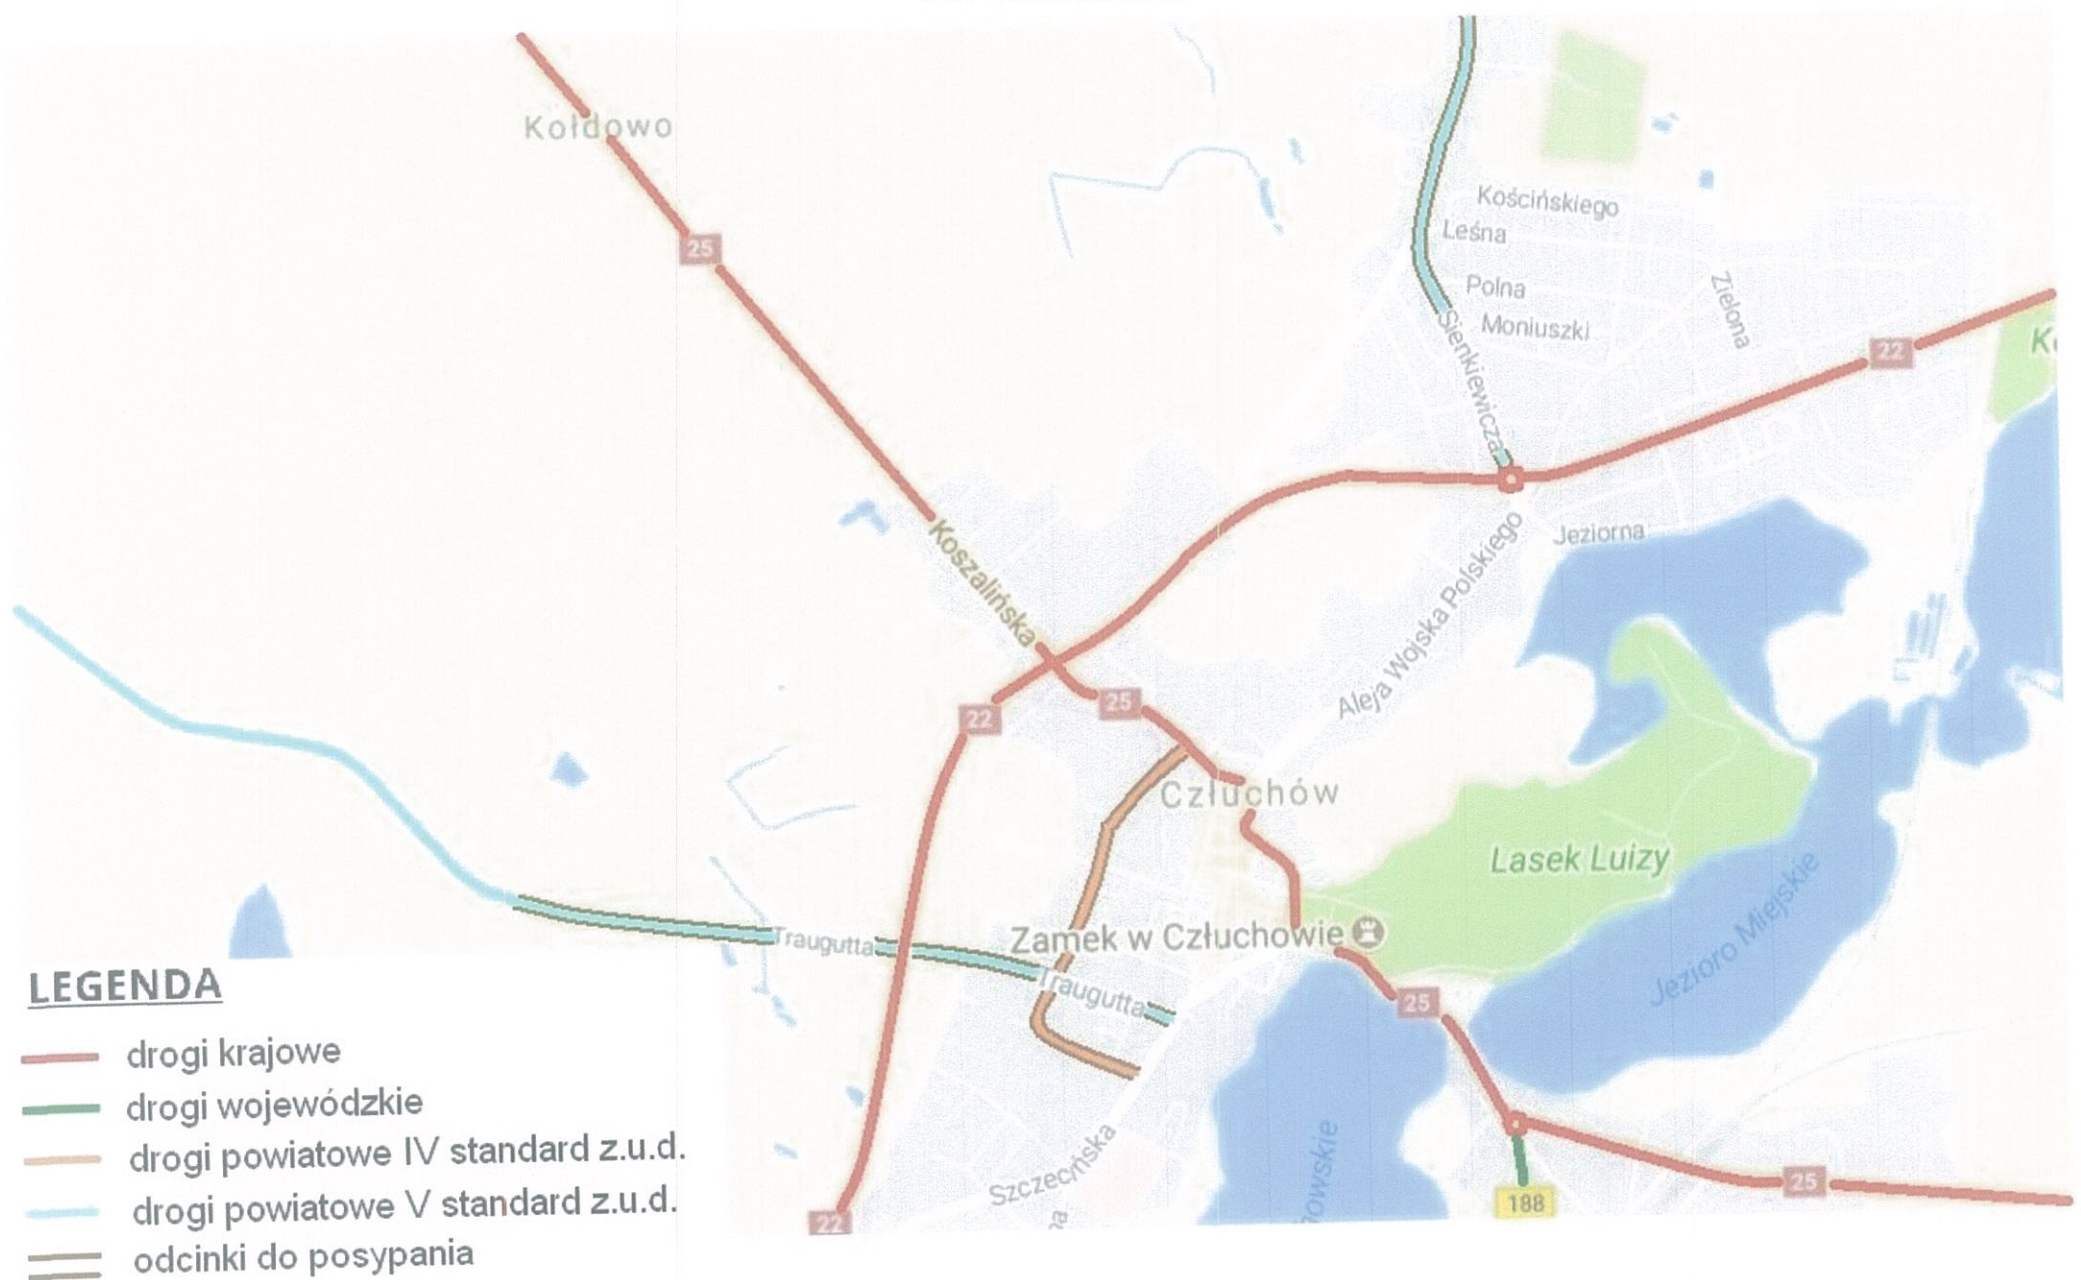 Kołdowo
25
Kościńskiego
Leśna
Polna
Moniuszki
Zielona
Sienkiewicza
22
Jeziorna
Koszalińska
Aleja Wojska Polskiego
25
22
Człuchów
Lasek Luizy
Zamek w Człuchowie
Traugutta
Traugutta
Jezioro Miejskie
25
Szczecińska
25
188
22
LEGENDA
drogi krajowe
drogi wojewódzkie
drogi powiatowe IV standard z.u.d.
drogi powiatowe V standard z.u.d.
odcinki do posypania